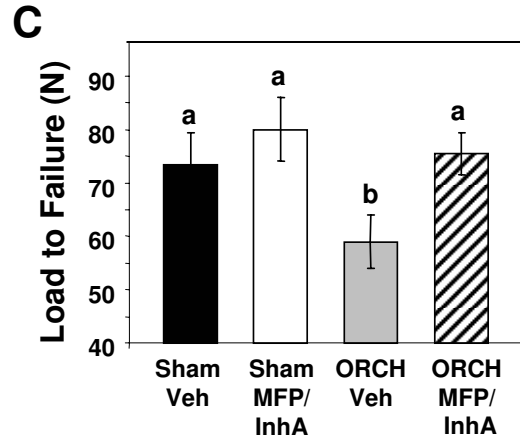 C
Load to Failure (N)
90
80
70
60
50
40
a
a
b
a
Sham
Veh
Sham
MFP/
InhA
ORCH
Veh
ORCH
MFP/
InhA